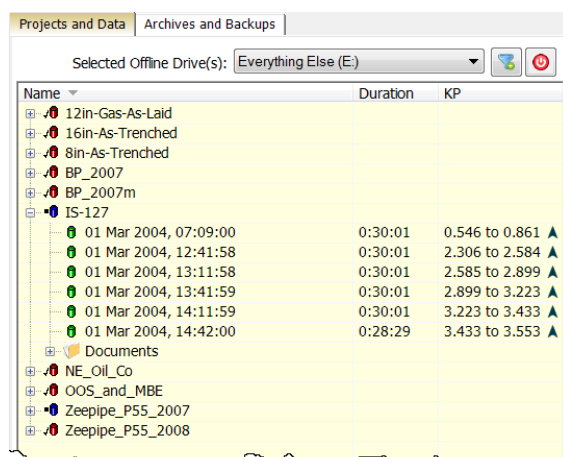 Projects and Data Archives and Backups
Selected Offline Drive(s): Everything Else (E:)
Name Duration KP
12in-Gas-As-Laid
16in-As-Trenched
8in-As-Trenched
BP_2007
BP_2007m
IS-127
01 Mar 2004, 07:09:00 0:30:01 0.546 to 0.861
01 Mar 2004, 12:41:58 0:30:01 2.306 to 2.584
01 Mar 2004, 13:11:58 0:30:01 2.585 to 2.899
01 Mar 2004, 13:41:59 0:30:01 2.899 to 3.223
01 Mar 2004, 14:11:59 0:30:01 3.223 to 3.433
01 Mar 2004, 14:42:00 0:28:29 3.433 to 3.553
Documents
NE_Oil_Co
OOS_and_MBE
Zeepipe_P55_2007
Zeepipe_P55_2008